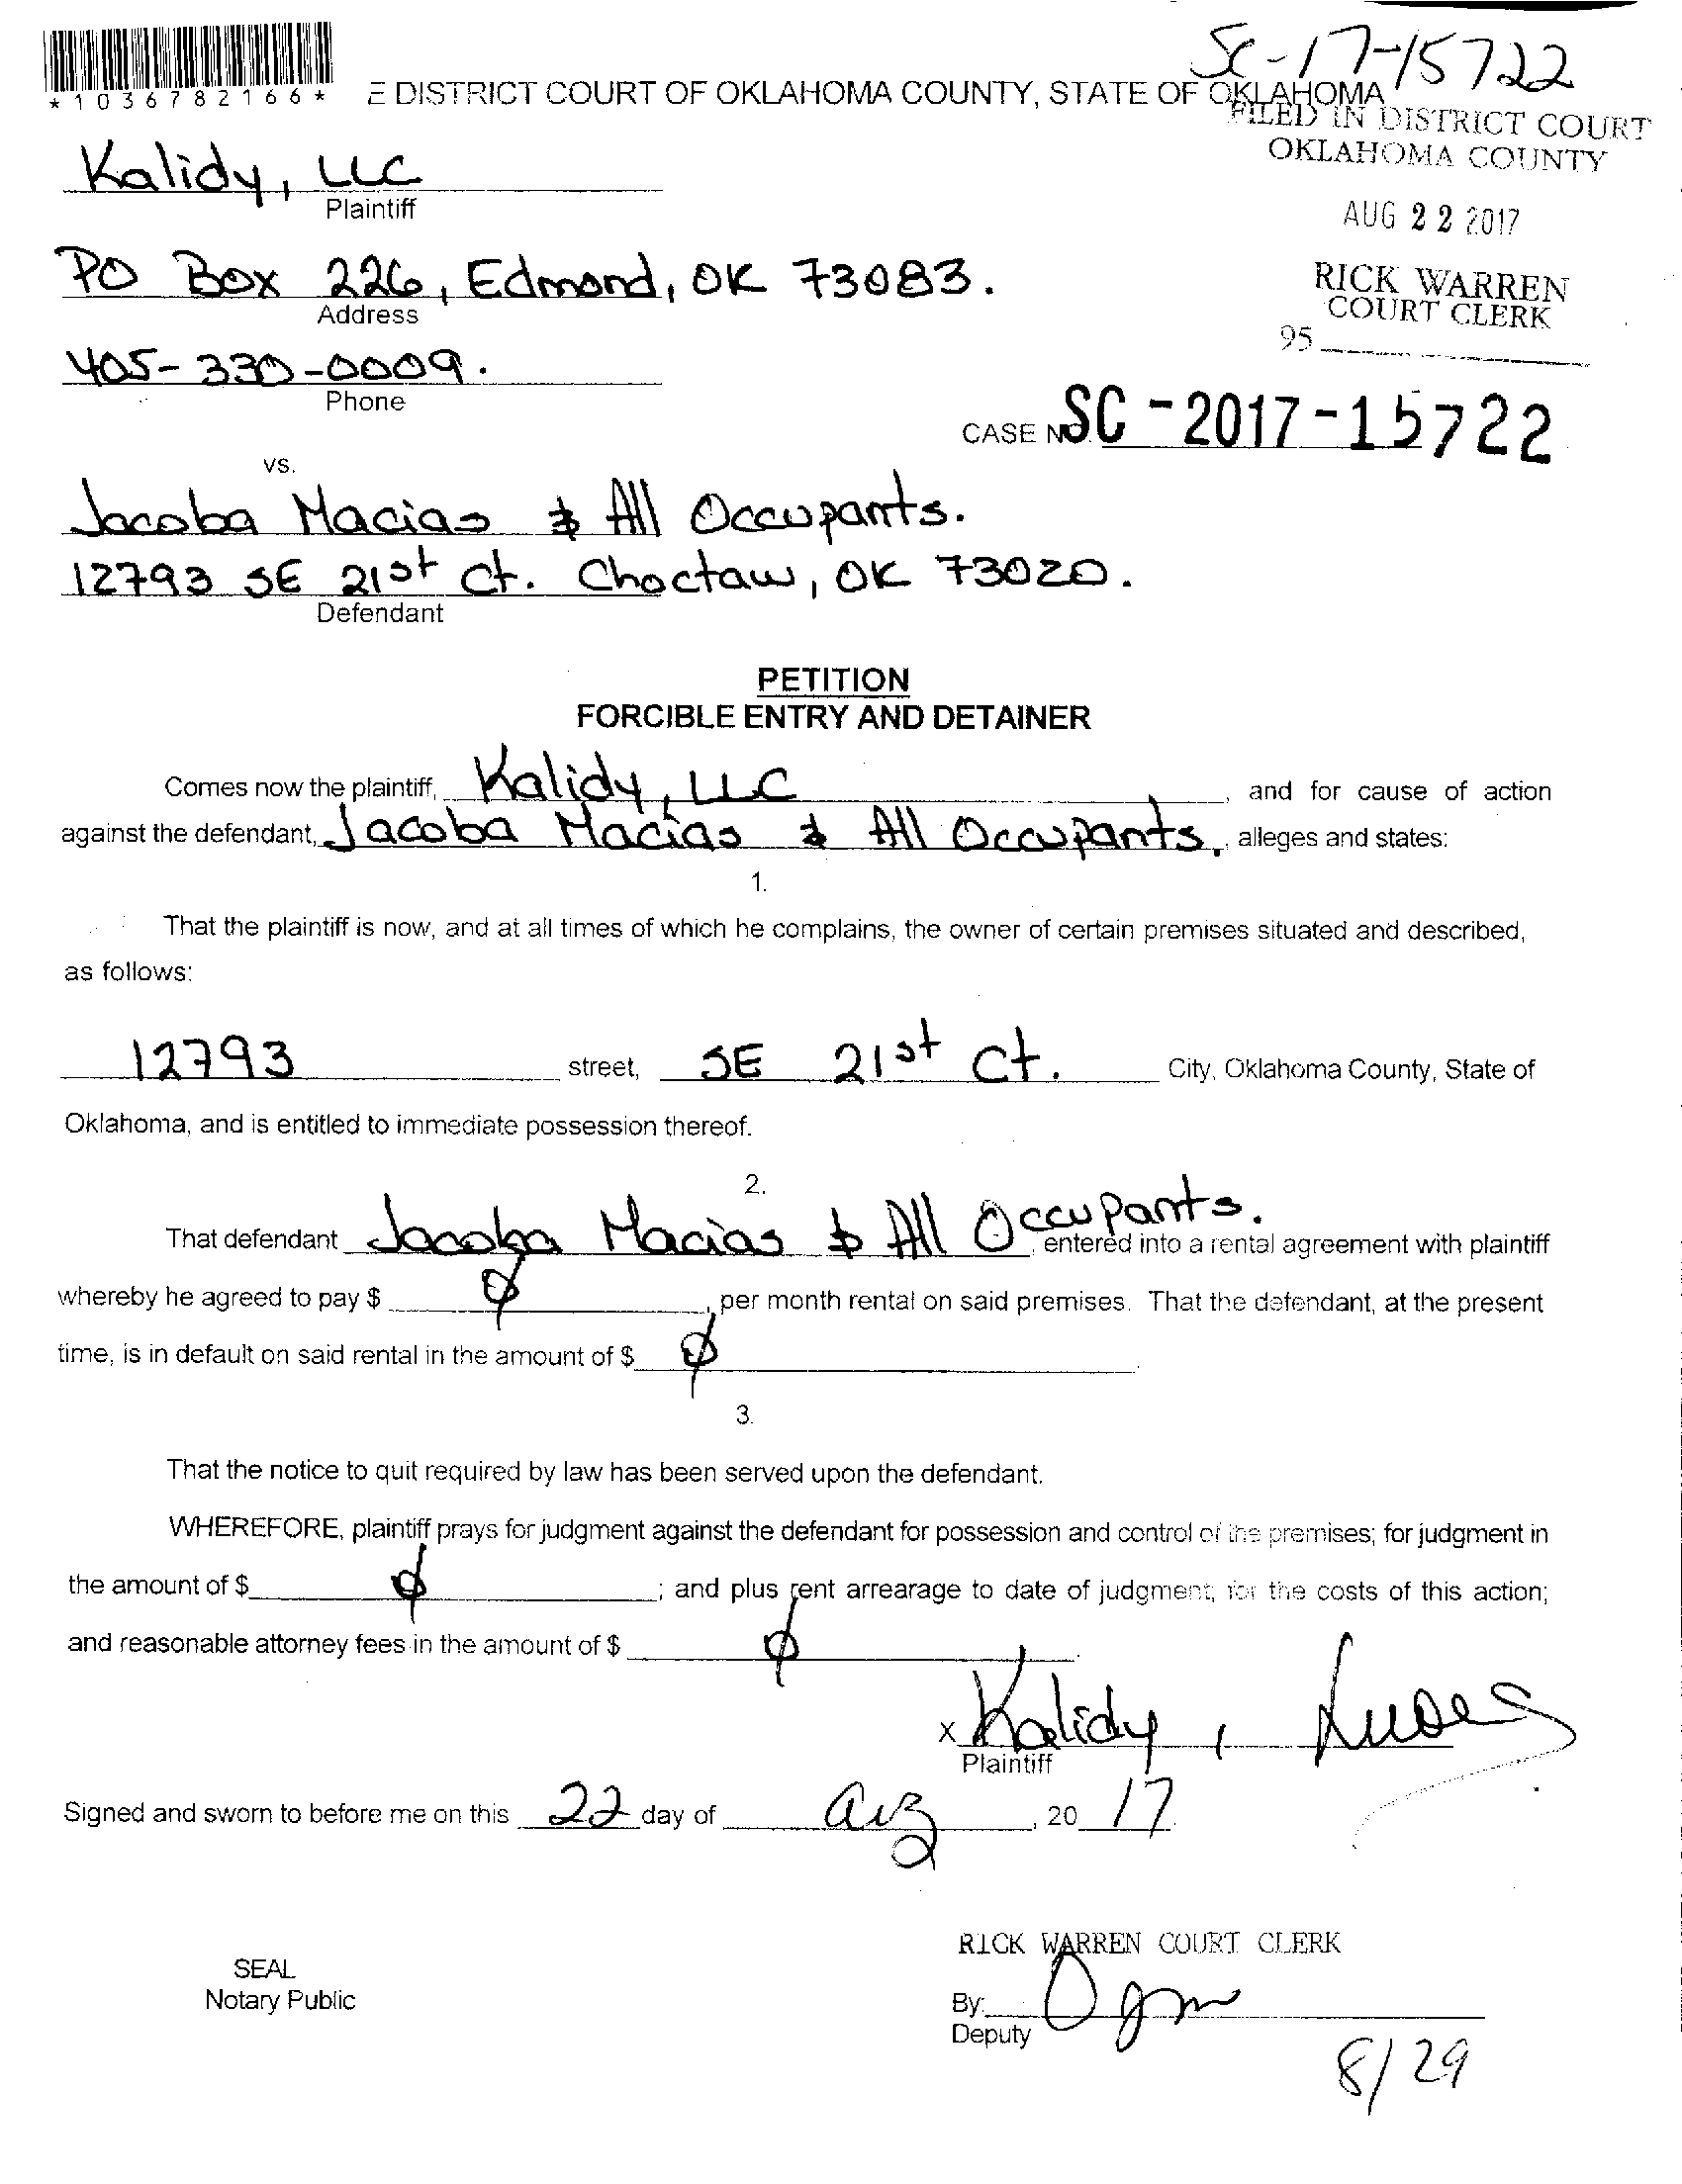 SC-17-15722
*1036782166*
E DISTRICT COURT OF OKLAHOMA COUNTY, STATE OF OKLAHOMA
FILED IN DISTRICT COURT
OKLAHOMA COUNTY
Kalidy, LLC
Plaintiff
AUG 22 2017
PO Box 226, Edmond, OK 73083.
Address
RICK WARREN
COURT CLERK
95
405-330-0009.
Phone
CASE NO. SC-2017-15722
vs.
Jacoba Macias & All Occupants.
12793 SE 21st Ct. Choctaw, OK 73020.
Defendant
PETITION
FORCIBLE ENTRY AND DETAINER
Comes now the plaintiff, Kalidy, LLC, and for cause of action
against the defendant, Jacoba Macias & All Occupants., alleges and states:
1.
That the plaintiff is now, and at all times of which he complains, the owner of certain premises situated and described,
as follows:
12793 street, SE 21st Ct. City, Oklahoma County, State of
Oklahoma, and is entitled to immediate possession thereof.
2.
That defendant Jacoba Macias & All Occupants. , entered into a rental agreement with plaintiff
whereby he agreed to pay $ ∅, per month rental on said premises. That the defendant, at the present
time, is in default on said rental in the amount of $ ∅
3.
That the notice to quit required by law has been served upon the defendant.
WHEREFORE, plaintiff prays for judgment against the defendant for possession and control of the premises; for judgment in
the amount of $ ∅; and plus rent arrearage to date of judgment; for the costs of this action;
and reasonable attorney fees in the amount of $ ∅.
X Kalidy,
Plaintiff
Signed and sworn to before me on this 22 day of Aug, 20 17
RICK WARREN COURT CLERK
SEAL
Notary Public
By:
Deputy
8/29